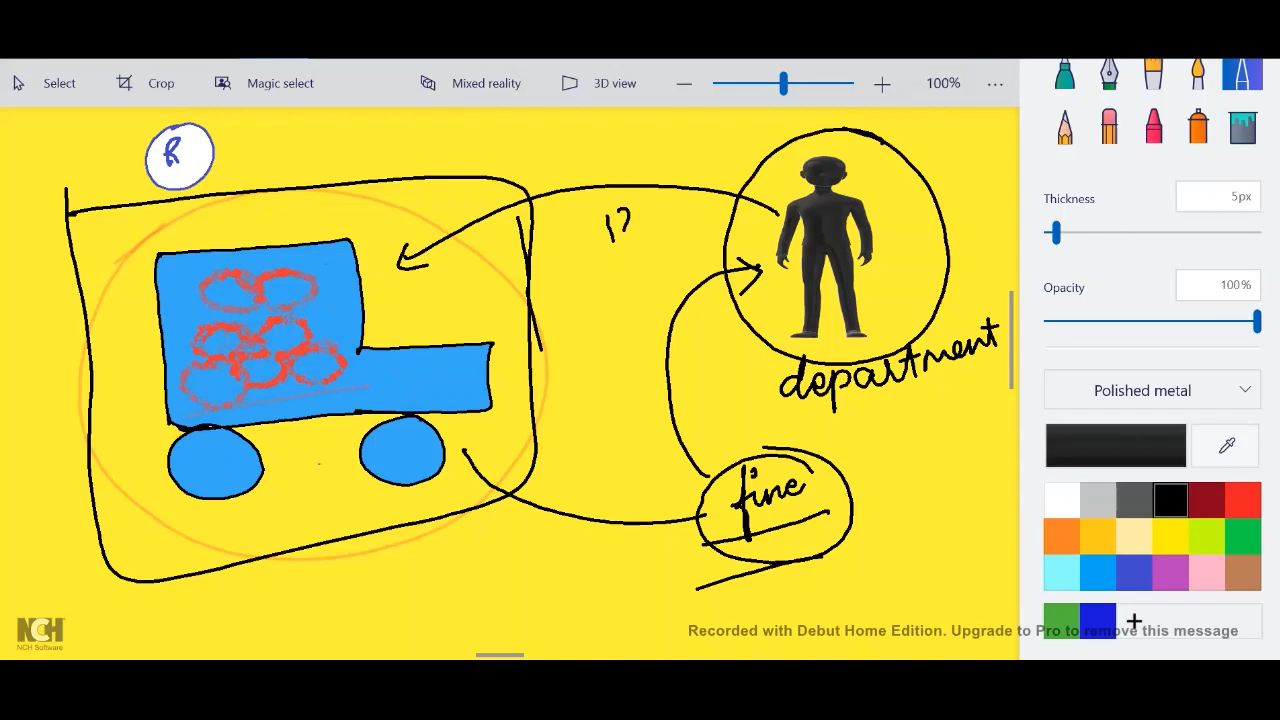 Select Crop Magic select Mixed reality 3D view 100% ...
R
Thickness
5px
Opacity
100%
department
Polished metal
fine
NCH
NCH Software
Recorded with Debut Home Edition. Upgrade to Pro to remove this message